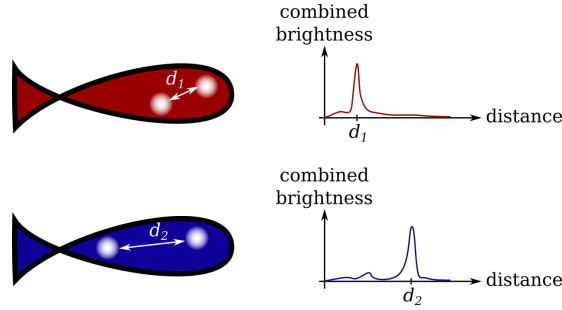 combined
brightness
d1
distance
d1
combined
brightness
d2
distance
d2